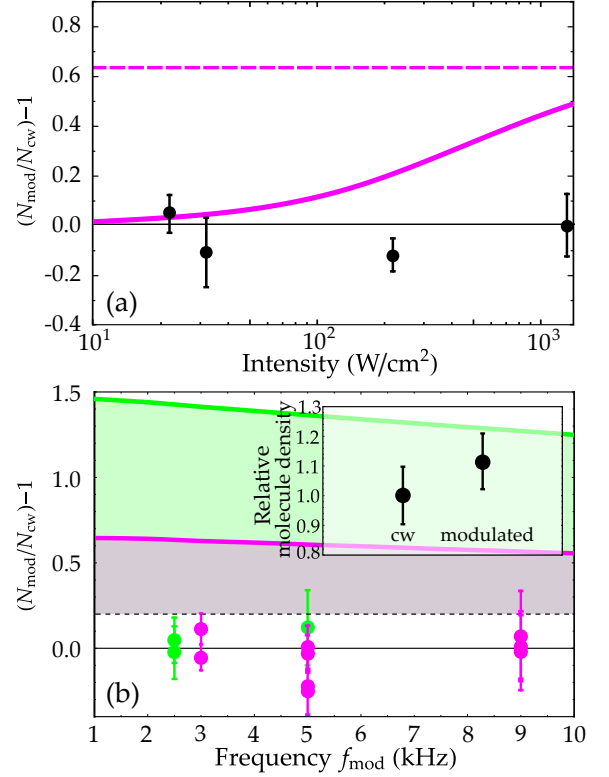 0.8
0.6
0.4
0.2
0.0
-0.2
-0.4
(N_mod/N_cw)−1
(a)
10^1
10^2
10^3
Intensity (W/cm^2)
1.5
1.0
0.5
0.0
(N_mod/N_cw)−1
1.3
1.2
1.1
1.0
0.9
0.8
Relative
molecule density
cw
modulated
(b)
1 2 3 4 5 6 7 8 9 10
Frequency f_mod (kHz)